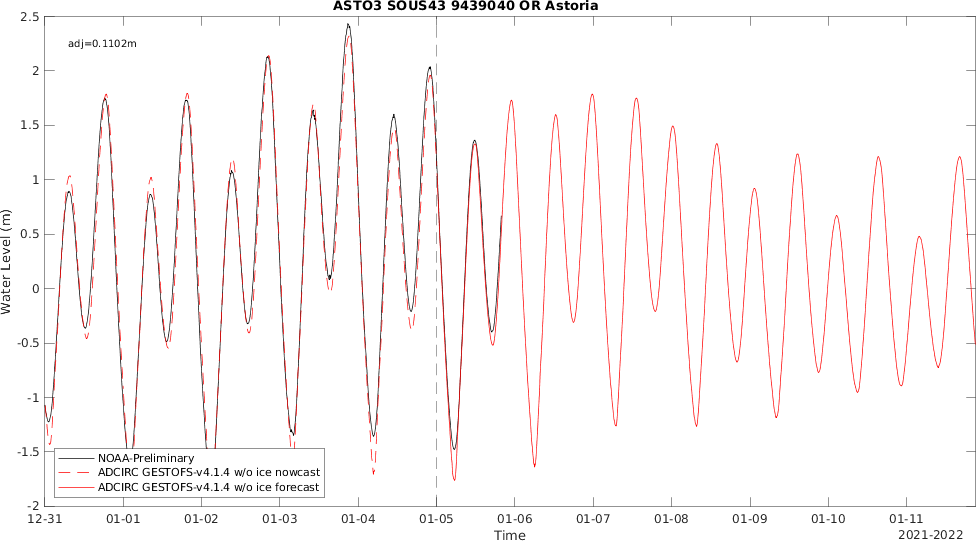 ASTO3 SOUS43 9439040 OR Astoria
adj=0.1102m
Water Level (m)
2.5
2
1.5
1
0.5
0
-0.5
-1
-1.5
-2
NOAA-Preliminary
ADCIRC GESTOFS-v4.1.4 w/o ice nowcast
ADCIRC GESTOFS-v4.1.4 w/o ice forecast
12-31 01-01 01-02 01-03 01-04 01-05 01-06 01-07 01-08 01-09 01-10 01-11
Time
2021-2022